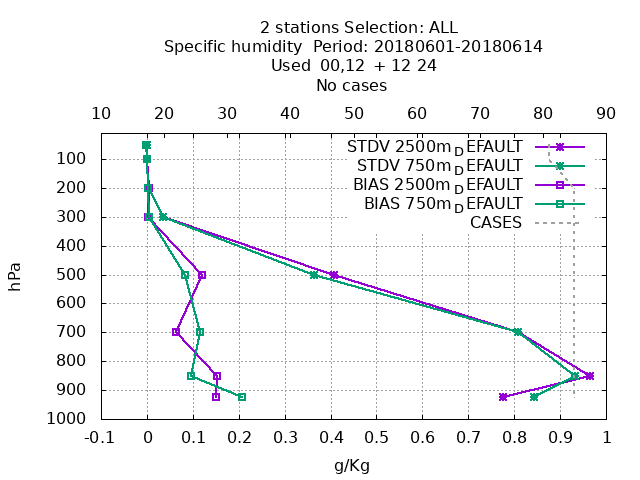 2 stations Selection: ALL
Specific humidity  Period: 20180601-20180614
Used  00,12  + 12 24
No cases
10 20 30 40 50 60 70 80 90
STDV 2500m_DEFAULT
STDV 750m_DEFAULT
BIAS 2500m_DEFAULT
BIAS 750m_DEFAULT
CASES
hPa
100
200
300
400
500
600
700
800
900
1000
-0.1 0 0.1 0.2 0.3 0.4 0.5 0.6 0.7 0.8 0.9 1
g/Kg